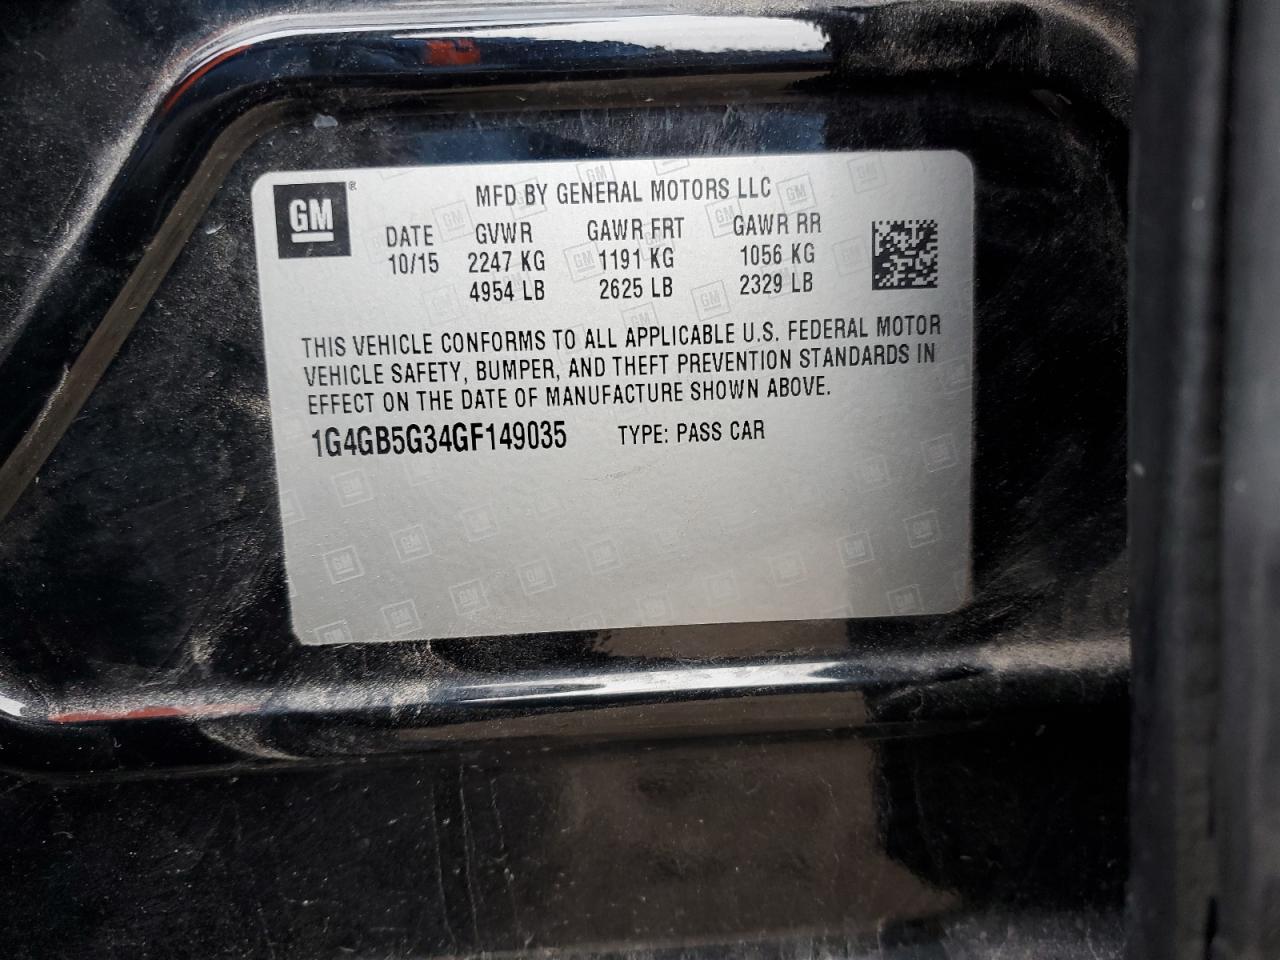 GM ®
MFD BY GENERAL MOTORS LLC
DATE GVWR GAWR FRT GAWR RR
10/15 2247 KG 1191 KG 1056 KG
4954 LB 2625 LB 2329 LB
THIS VEHICLE CONFORMS TO ALL APPLICABLE U.S. FEDERAL MOTOR
VEHICLE SAFETY, BUMPER, AND THEFT PREVENTION STANDARDS IN
EFFECT ON THE DATE OF MANUFACTURE SHOWN ABOVE.
1G4GB5G34GF149035 TYPE: PASS CAR